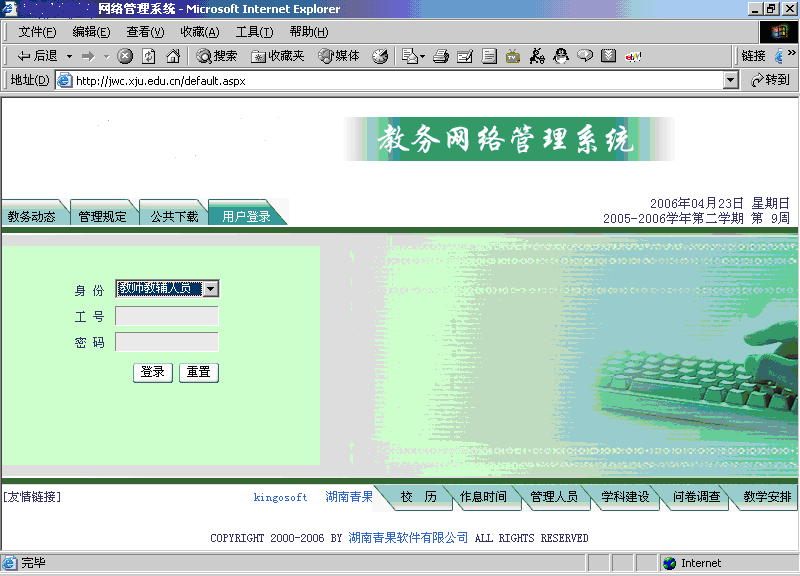 网络管理系统 - Microsoft Internet Explorer
文件(F) 编辑(E) 查看(V) 收藏(A) 工具(T) 帮助(H)
后退 搜索 收藏夹 媒体 链接 »
地址(D) http://jwc.xju.edu.cn/default.aspx 转到
教务网络管理系统
2006年04月23日 星期日
2005-2006学年第二学期 第 9周
教务动态 管理规定 公共下载 用户登录
身 份 教师教辅人员
工 号
密 码
登录 重置
[友情链接] kingosoft 湖南青果 校 历 作息时间 管理人员 学科建设 问卷调查 教学安排
COPYRIGHT 2000-2006 BY 湖南青果软件有限公司 ALL RIGHTS RESERVED
完毕 Internet